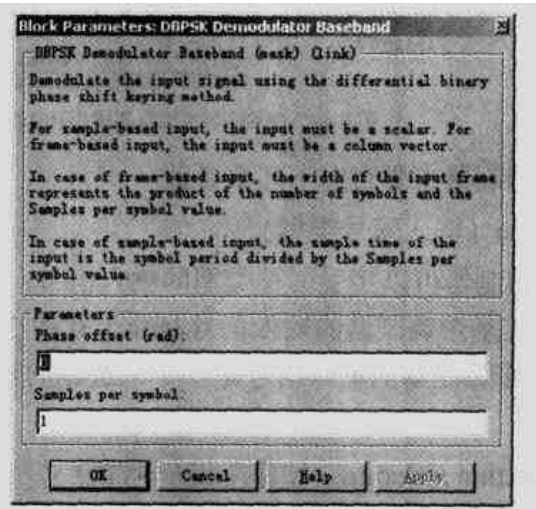 Block Parameters: DBPSK Demodulator Baseband
DBPSK Demodulator Baseband (mask) (link)
Demodulate the input signal using the differential binary
phase shift keying method.
For sample-based input, the input must be a scalar. For
frame-based input, the input must be a column vector.
In case of frame-based input, the width of the input frame
represents the product of the number of symbols and the
Samples per symbol value.
In case of sample-based input, the sample time of the
input is the symbol period divided by the Samples per
symbol value.
Parameters
Phase offset (rad):
Samples per symbol:
1
OK Cancel Help Apply